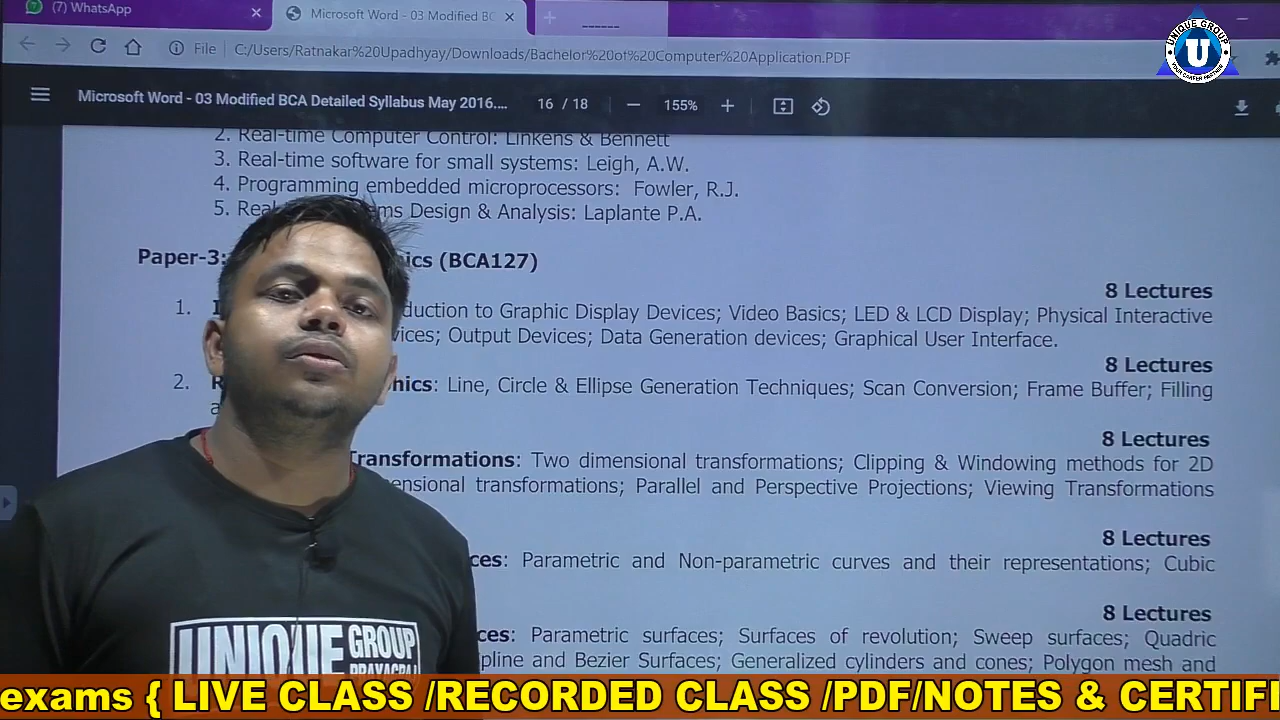 (7) WhatsApp
Microsoft Word - 03 Modified BC
File
C:/Users/Ratnakar%20Upadhyay/Downloads/Bachelor%20of%20Computer%20Application.PDF
UNIQUE GROUP
U
YOUR CAREER PARTNER
Microsoft Word - 03 Modified BCA Detailed Syllabus May 2016....
16 / 18
155%
2. Real-time Computer Control: Linkens & Bennett
3. Real-time software for small systems: Leigh, A.W.
4. Programming embedded microprocessors: Fowler, R.J.
5. Design & Analysis: Laplante P.A.
Paper-3: (BCA127)
8 Lectures
1. to Graphic Display Devices; Video Basics; LED & LCD Display; Physical Interactive
Output Devices; Data Generation devices; Graphical User Interface.
8 Lectures
2. Line, Circle & Ellipse Generation Techniques; Scan Conversion; Frame Buffer; Filling
8 Lectures
Transformations: Two dimensional transformations; Clipping & Windowing methods for 2D
transformations; Parallel and Perspective Projections; Viewing Transformations
8 Lectures
Parametric and Non-parametric curves and their representations; Cubic
8 Lectures
Parametric surfaces; Surfaces of revolution; Sweep surfaces; Quadric
and Bezier Surfaces; Generalized cylinders and cones; Polygon mesh and
UNIQUE GROUP
PRAYAGRAJ
exams { LIVE CLASS /RECORDED CLASS /PDF/NOTES & CERTIFI